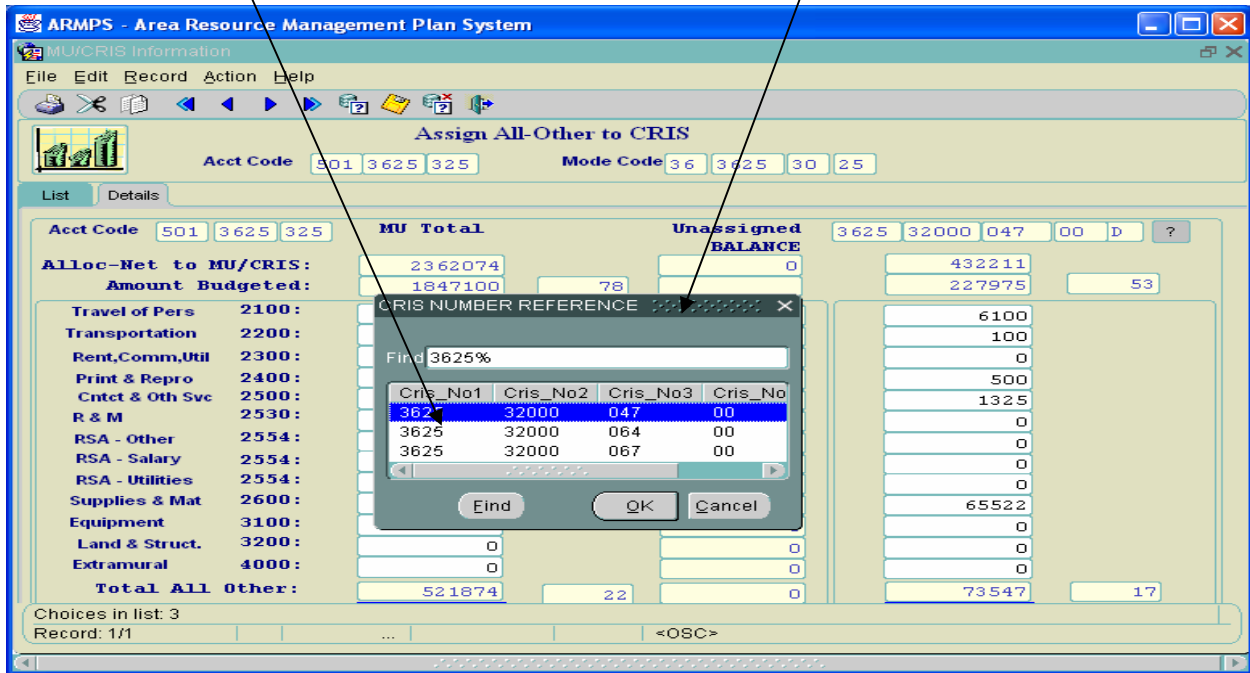 ARMPS - Area Resource Management Plan System
MU/CRIS Information
File Edit Record Action Help
Assign All-Other to CRIS
Acct Code 501 3625 325 Mode Code 36 3625 30 25
List Details
Acct Code 501 3625 325 MU Total Unassigned BALANCE 3625 32000 047 00 D ?
Alloc-Net to MU/CRIS: 2362074 0 432211
Amount Budgeted: 1847100 78 227975 53
Travel of Pers 2100: 6100
Transportation 2200: 100
Rent,Comm,Util 2300: 0
Print & Repro 2400: 500
Cntct & Oth Svc 2500: 1325
R & M 2530: 0
RSA - Other 2554: 0
RSA - Salary 2554: 0
RSA - Utilities 2554: 0
Supplies & Mat 2600: 65522
Equipment 3100: 0
Land & Struct. 3200: 0 0 0
Extramural 4000: 0 0 0
Total All Other: 521874 22 0 73547 17
CRIS NUMBER REFERENCE
Find 3625%
Cris_No1 Cris_No2 Cris_No3 Cris_No
3625 32000 047 00
3625 32000 064 00
3625 32000 067 00
Find OK Cancel
Choices in list: 3
Record: 1/1 ... <OSC>